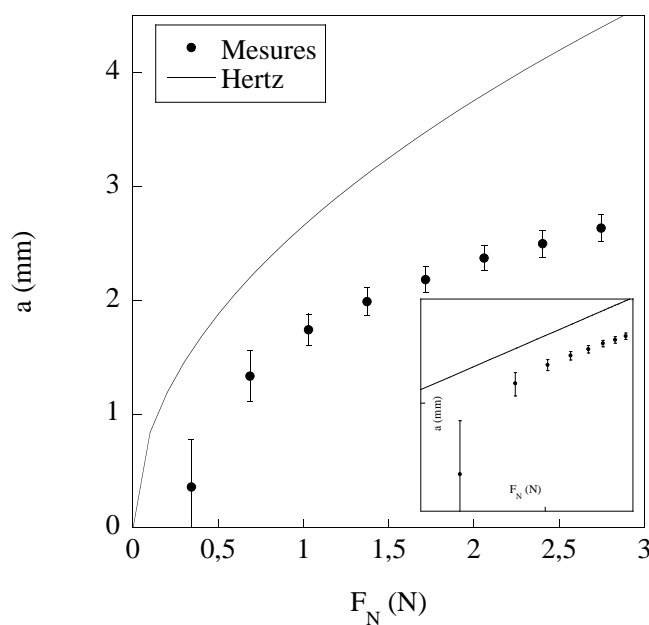 4
3
2
1
0
a (mm)
Mesures
Hertz
a (mm)
F_N (N)
0 0,5 1 1,5 2 2,5 3
F_N (N)